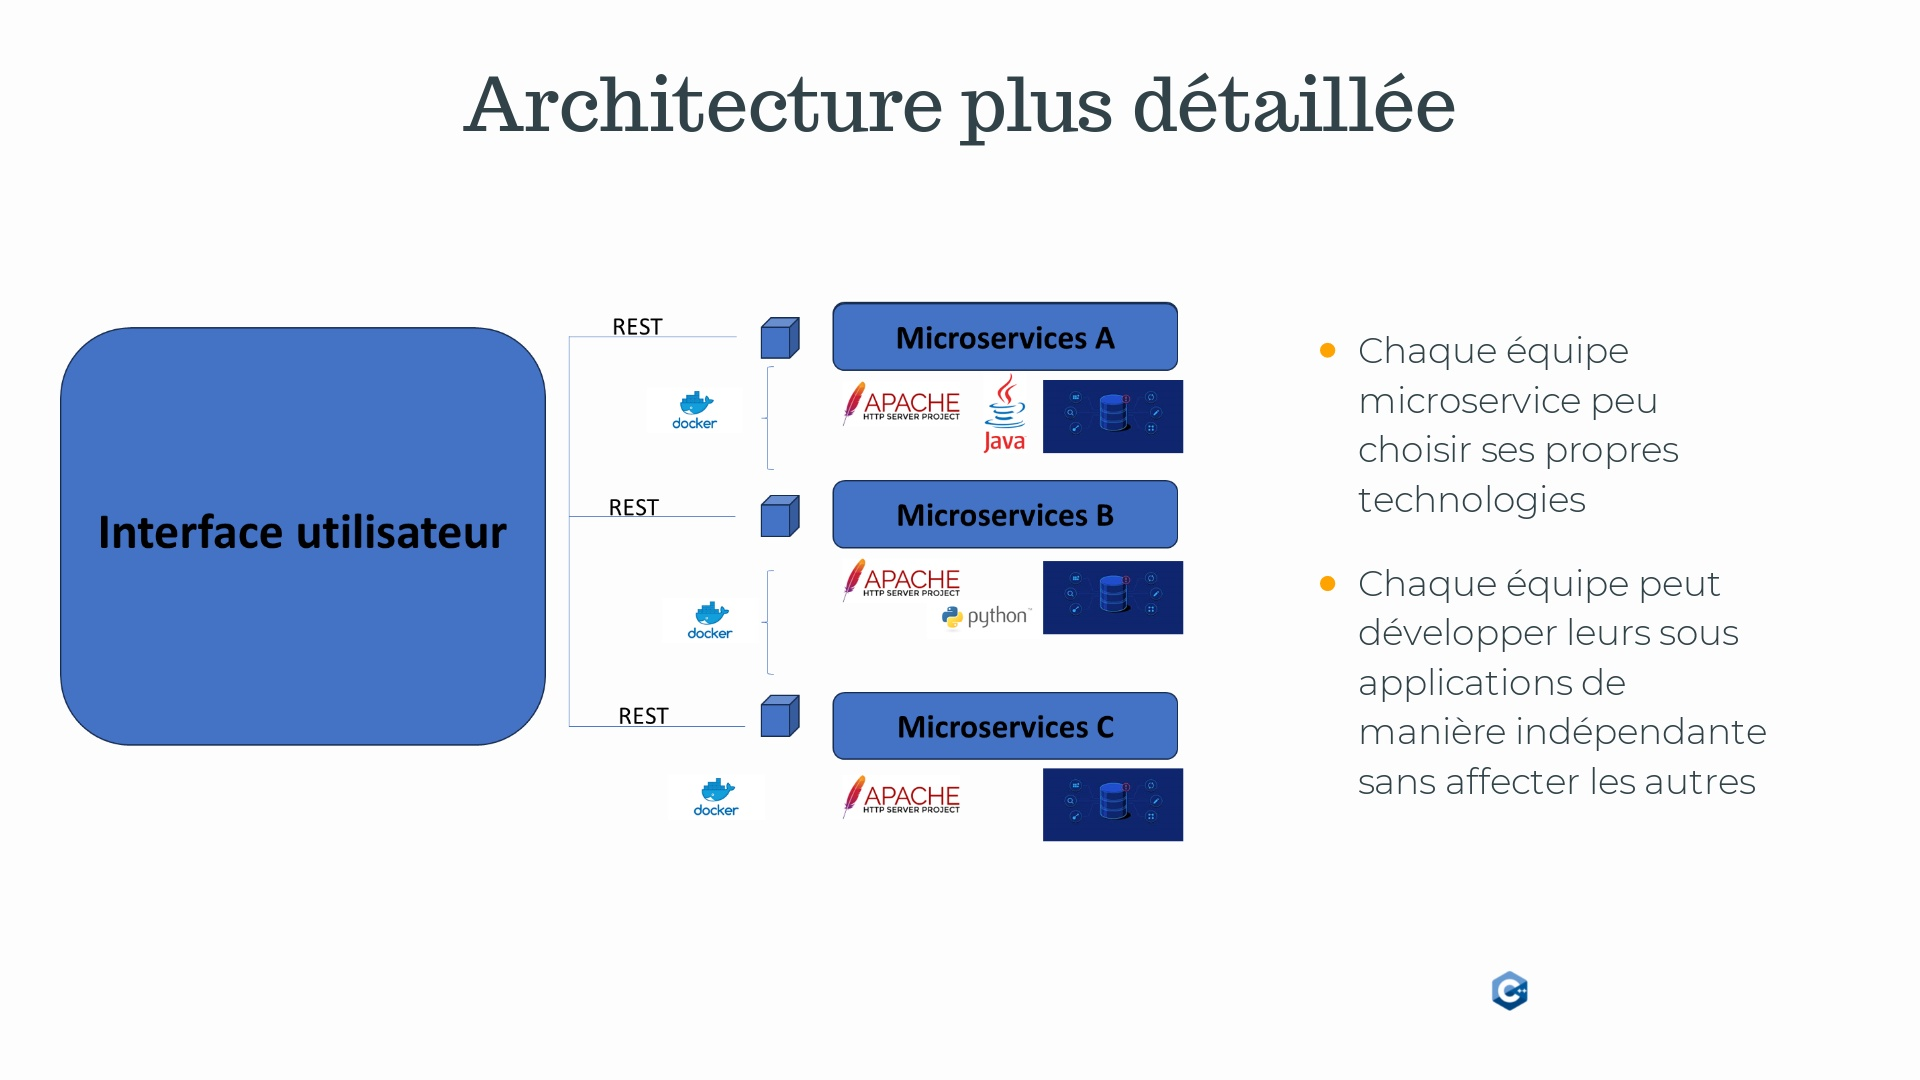 Architecture plus détaillée
Interface utilisateur
REST
Microservices A
docker
APACHE
HTTP SERVER PROJECT
Java
REST
Microservices B
docker
APACHE
HTTP SERVER PROJECT
python
REST
Microservices C
docker
APACHE
HTTP SERVER PROJECT
Chaque équipe
microservice peu
choisir ses propres
technologies
Chaque équipe peut
développer leurs sous
applications de
manière indépendante
sans affecter les autres
C++